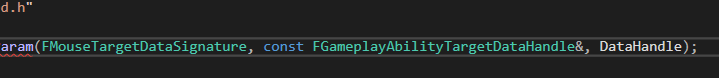 d.h"
aram(FMouseTargetDataSignature, const FGameplayAbilityTargetDataHandle&, DataHandle);